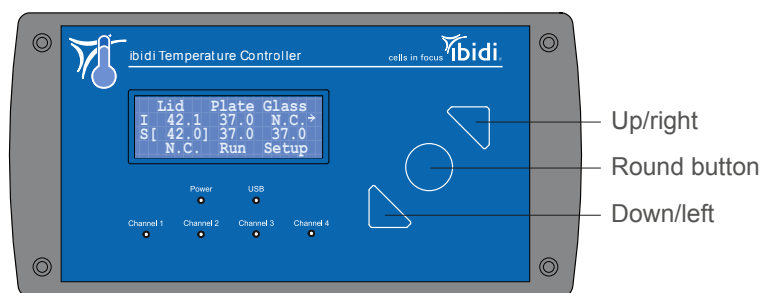 ibidi Temperature Controller
cells in focus ibidi.
Lid Plate Glass
I 42.1 37.0 N.C.→
S[ 42.0] 37.0 37.0
N.C. Run Setup
Up/right
Round button
Down/left
Power USB
Channel 1 Channel 2 Channel 3 Channel 4